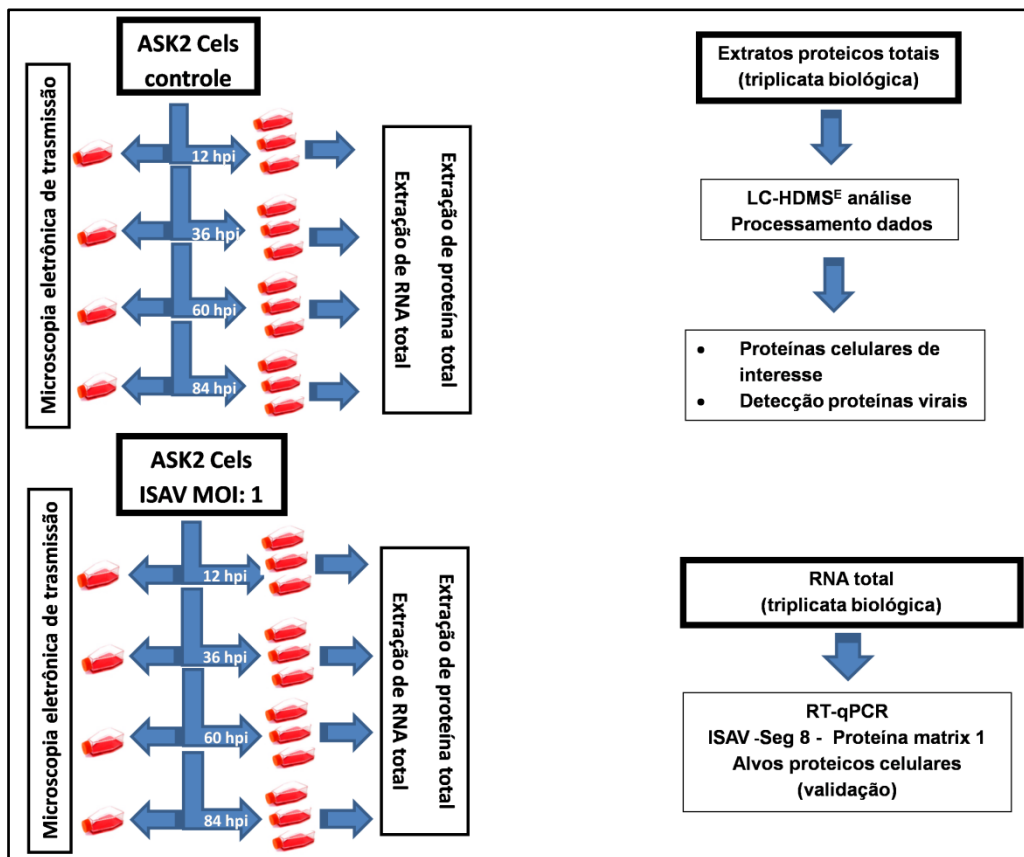 ASK2 Cels
controle
Microscopia eletrônica de trasmissão
12 hpi
36 hpi
60 hpi
84 hpi
Extração de proteína total
Extração de RNA total
ASK2 Cels
ISAV MOI: 1
Microscopia eletrônica de trasmissão
12 hpi
36 hpi
60 hpi
84 hpi
Extração de proteína total
Extração de RNA total
Extratos proteicos totais
(triplicata biológica)
LC-HDMSᴱ análise
Processamento dados
• Proteínas celulares de
interesse
• Detecção proteínas virais
RNA total
(triplicata biológica)
RT-qPCR
ISAV -Seg 8 - Proteína matrix 1
Alvos proteicos celulares
(validação)